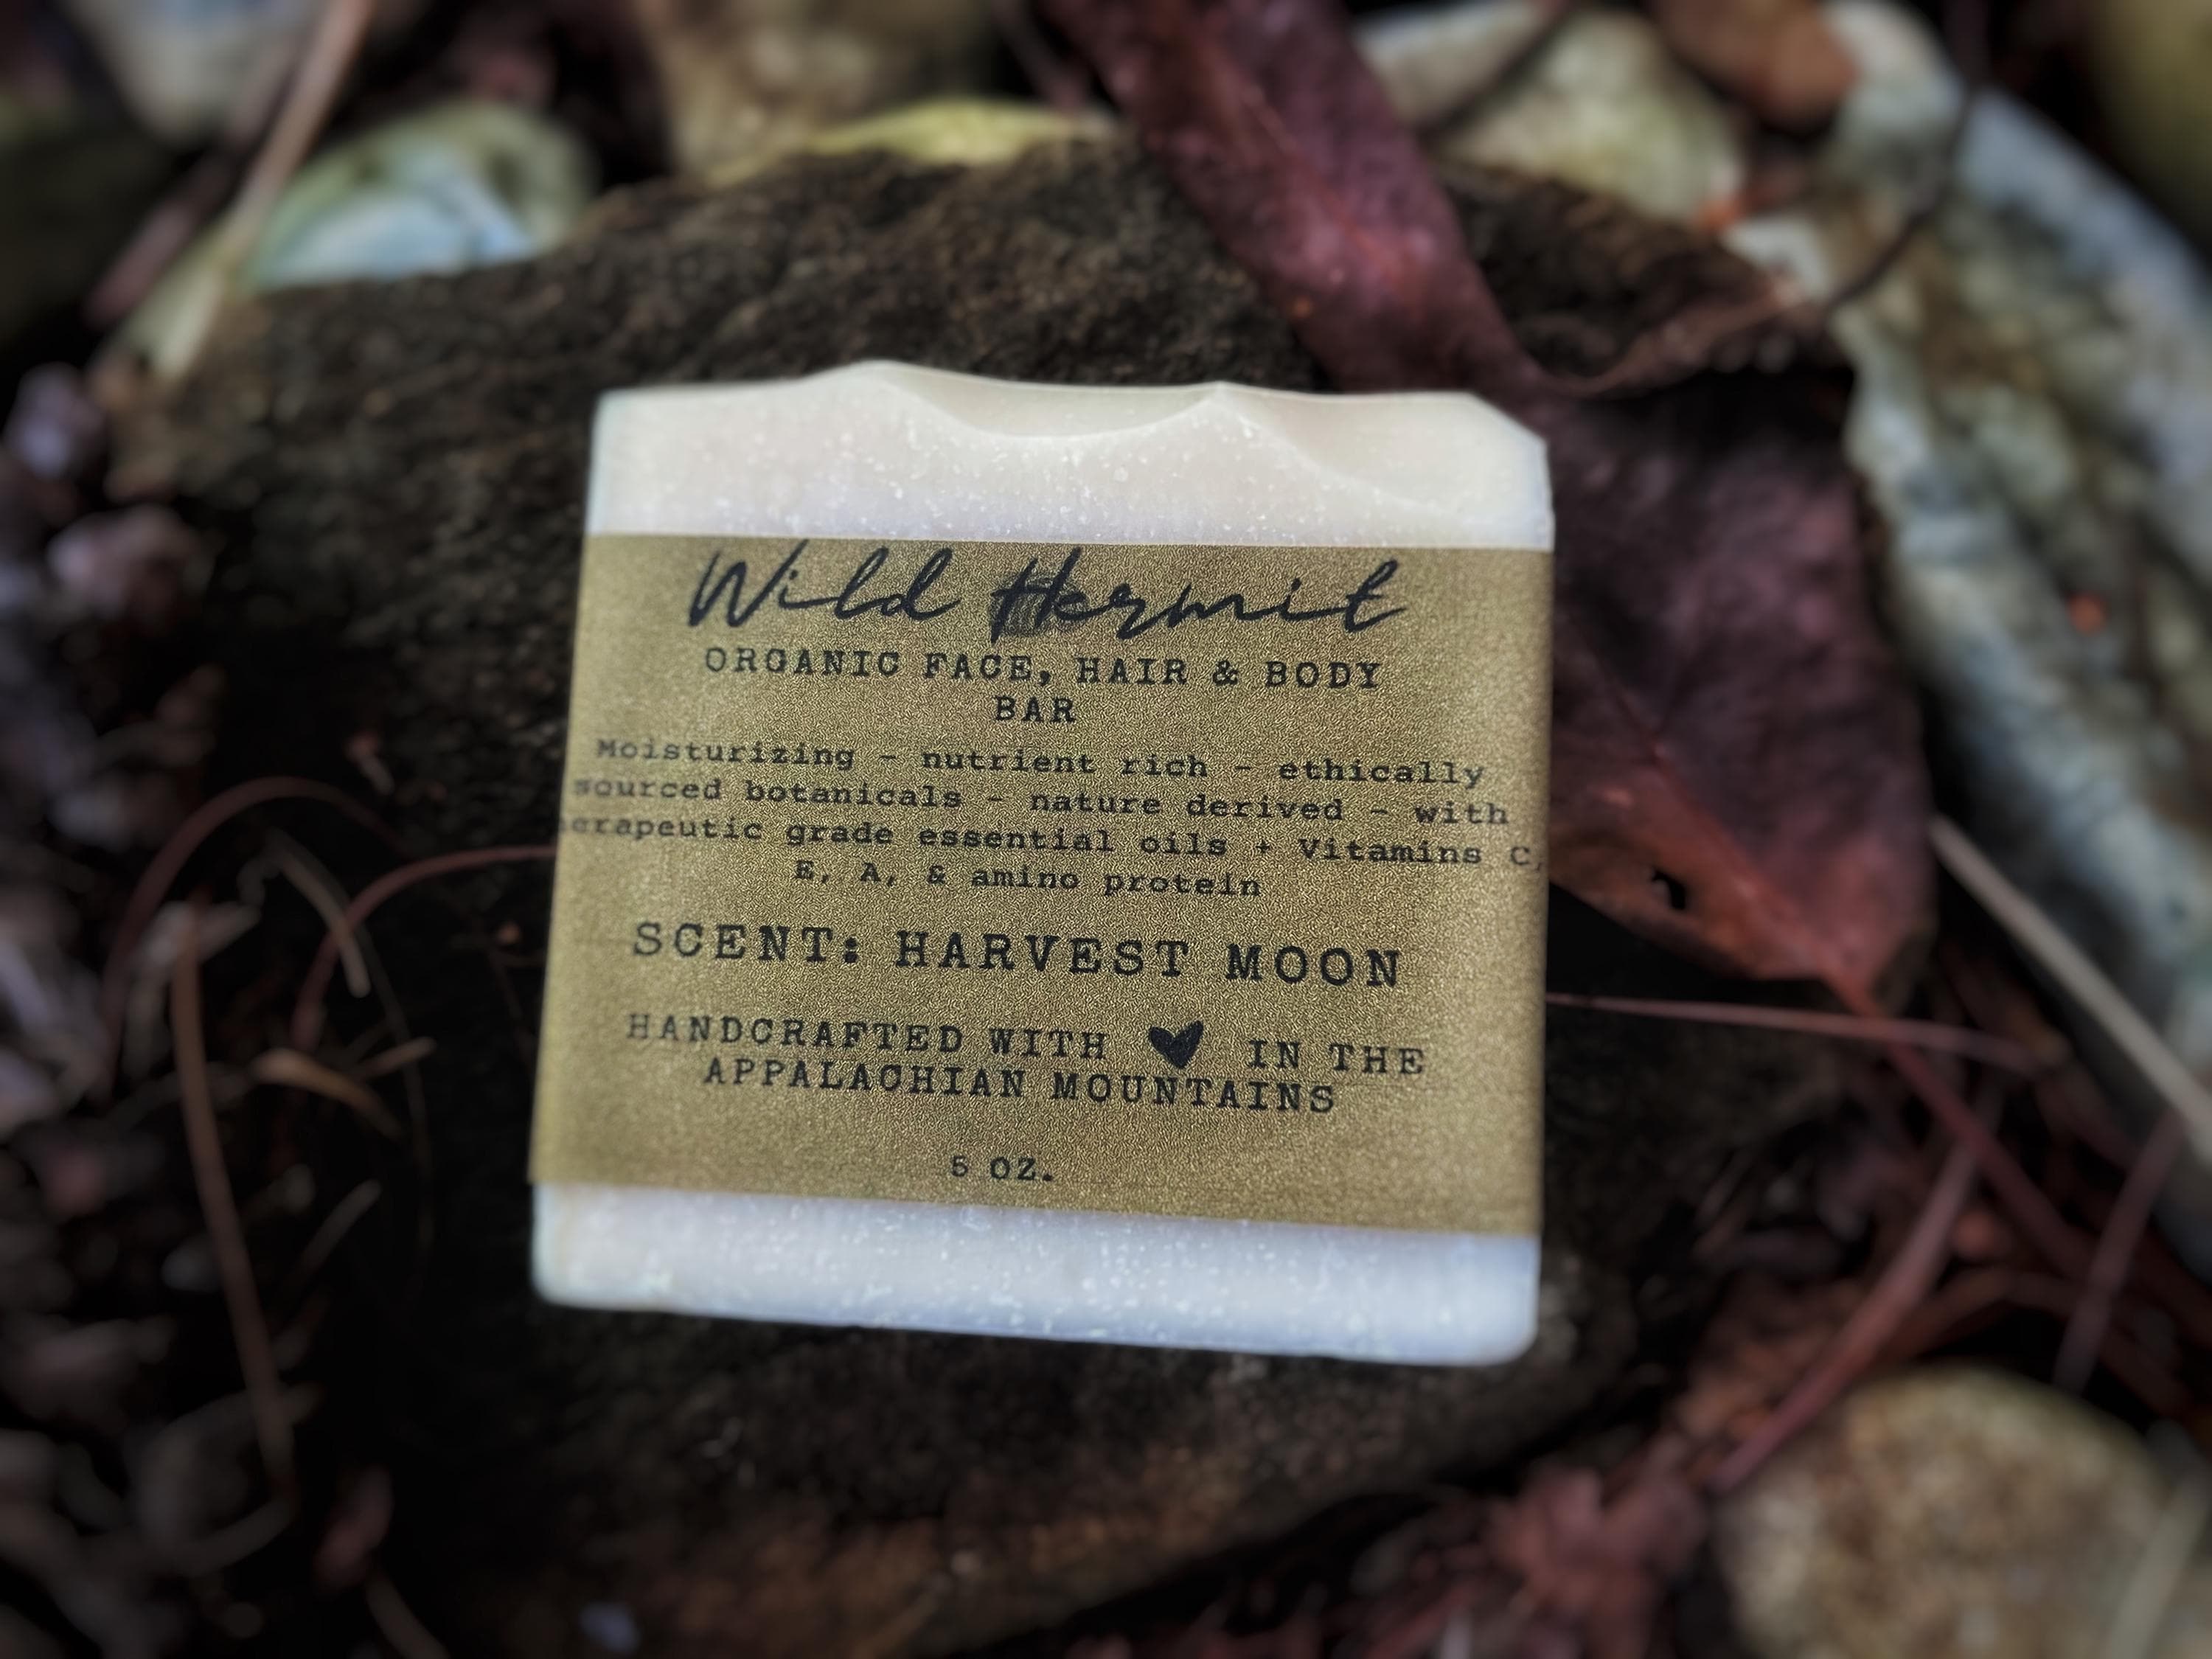 Wild Hermit
ORGANIC FACE, HAIR & BODY
BAR
Moisturizing - nutrient rich - ethically
sourced botanicals - nature derived - with
erapeutic grade essential oils + Vitamins C,
E, A, & amino protein
SCENT: HARVEST MOON
HANDCRAFTED WITH ♥ IN THE
APPALACHIAN MOUNTAINS
5 OZ.